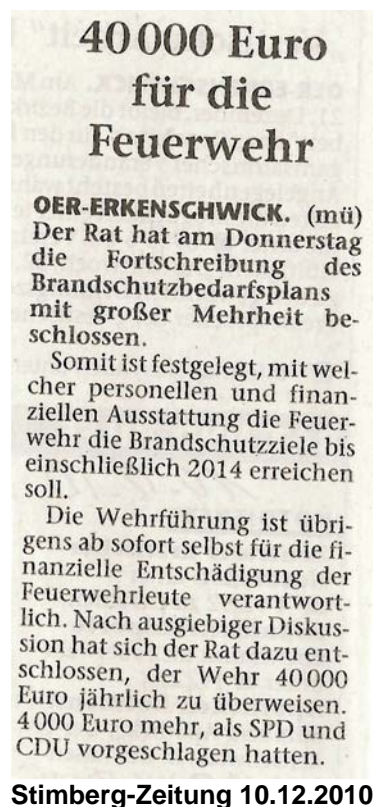 40 000 Euro
für die
Feuerwehr
OER-ERKENSCHWICK. (mü)
Der Rat hat am Donnerstag
die Fortschreibung des
Brandschutzbedarfsplans
mit großer Mehrheit be-
schlossen.
Somit ist festgelegt, mit wel-
cher personellen und finan-
ziellen Ausstattung die Feuer-
wehr die Brandschutzziele bis
einschließlich 2014 erreichen
soll.
Die Wehrführung ist übri-
gens ab sofort selbst für die fi-
nanzielle Entschädigung der
Feuerwehrleute verantwort-
lich. Nach ausgiebiger Diskus-
sion hat sich der Rat dazu ent-
schlossen, der Wehr 40 000
Euro jährlich zu überweisen.
4 000 Euro mehr, als SPD und
CDU vorgeschlagen hatten.
Stimberg-Zeitung 10.12.2010